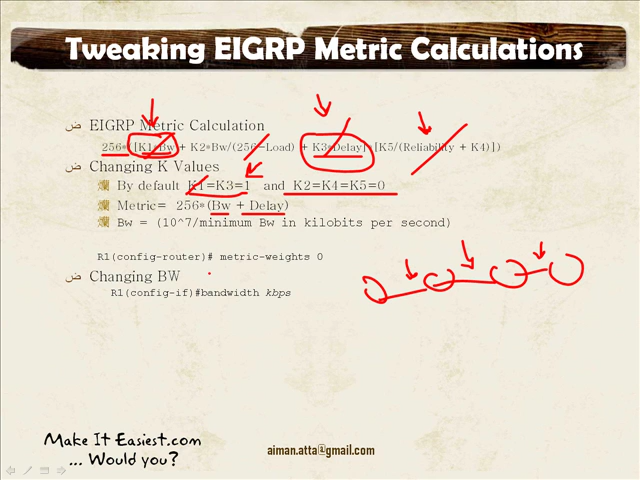 Tweaking EIGRP Metric Calculations
ض EIGRP Metric Calculation
256*([K1*Bw + K2*Bw/(256-Load) + K3*Delay]*[K5/(Reliability + K4)])
ض Changing K Values
爛 By default K1=K3=1 and K2=K4=K5=0
爛 Metric= 256*(Bw + Delay)
爛 Bw = (10^7/minimum Bw in kilobits per second)
R1(config-router)# metric-weights 0
ض Changing BW
R1(config-if)#bandwidth kbps
Make It Easiest.com
... Would you?
aiman.atta@gmail.com